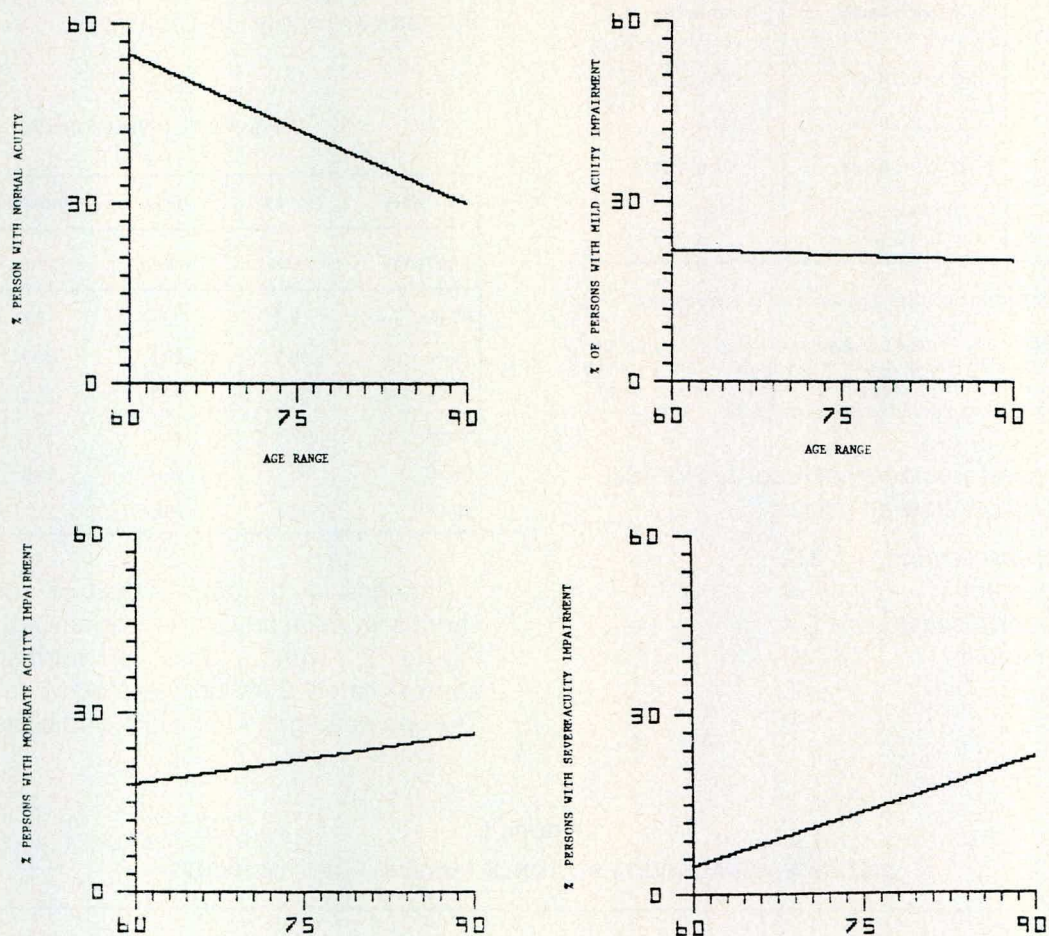 60
30
0
% PERSON WITH NORMAL ACUITY
60 75 90
AGE RANGE
60
30
0
% OF PERSONS WITH MILD ACUITY IMPAIRMENT
60 75 90
AGE RANGE
60
30
0
% PERSONS WITH MODERATE ACUITY IMPAIRMENT
60 75 90
60
30
0
% PERSONS WITH SEVEREACUITY IMPAIRMENT
60 75 90